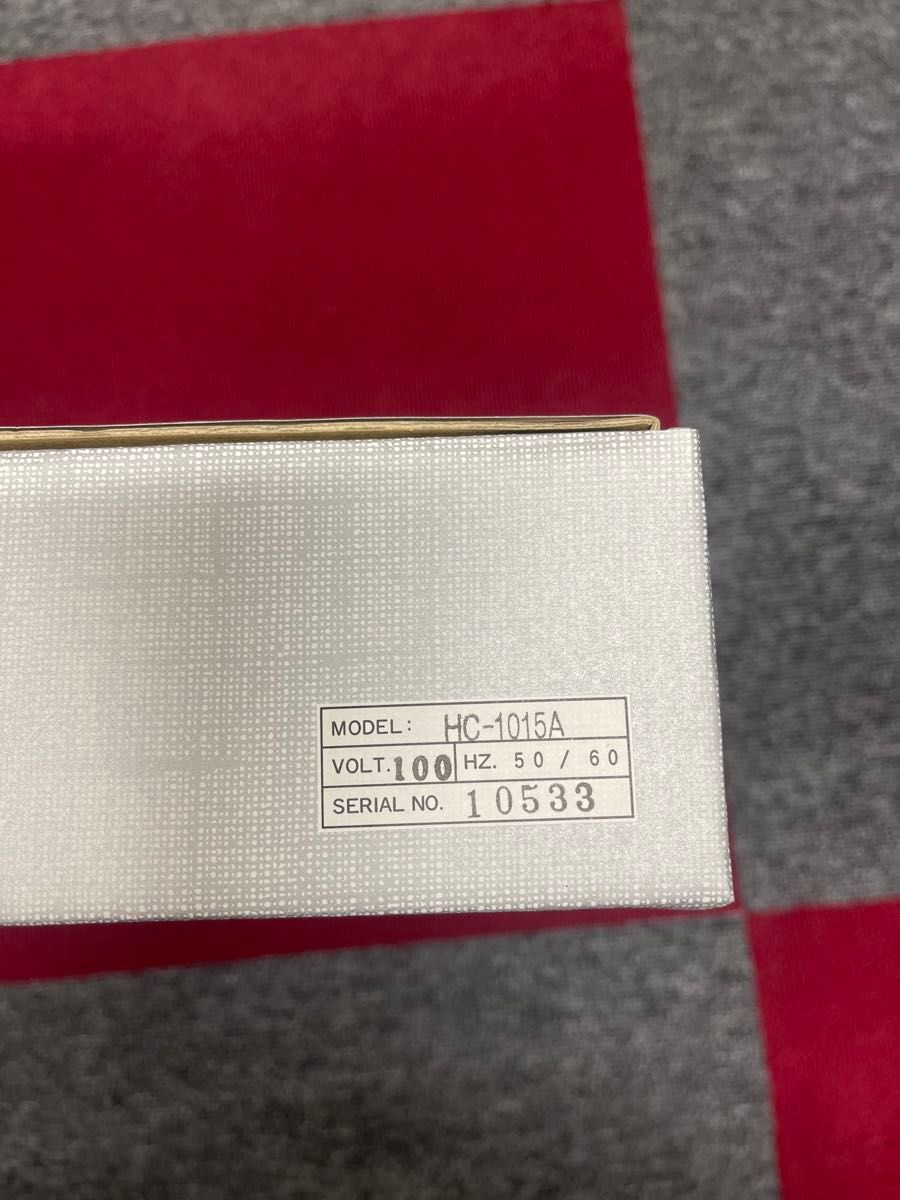 MODEL: HC-1015A
VOLT. 100 HZ. 50 / 60
SERIAL NO. 10533